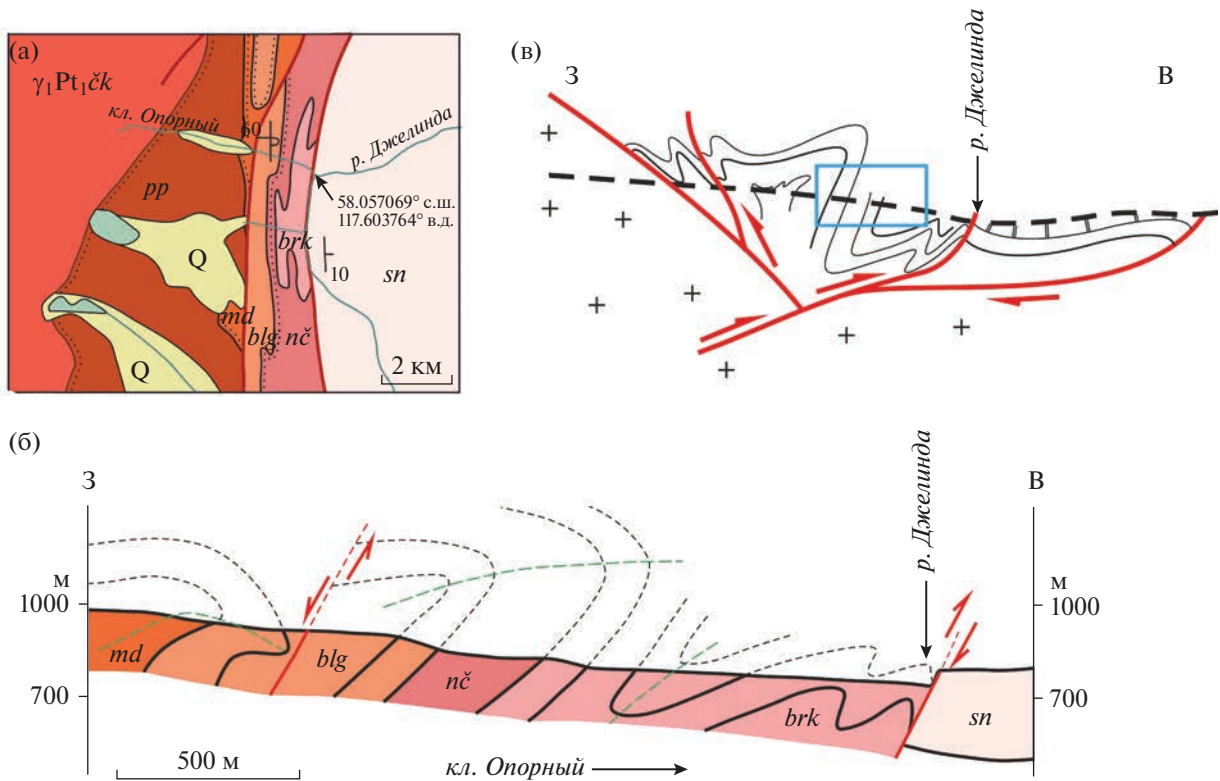 (а)
γ₁Pt₁čk
кл. Опорный
60
р. Джелинда
58.057069° с.ш.
117.603764° в.д.
pp
brk
10
Q
sn
md
blg
nč
Q
2 км
(в)
З
В
р. Джелинда
(б)
З
В
р. Джелинда
м
1000
700
м
1000
700
md
blg
nč
brk
sn
500 м
кл. Опорный